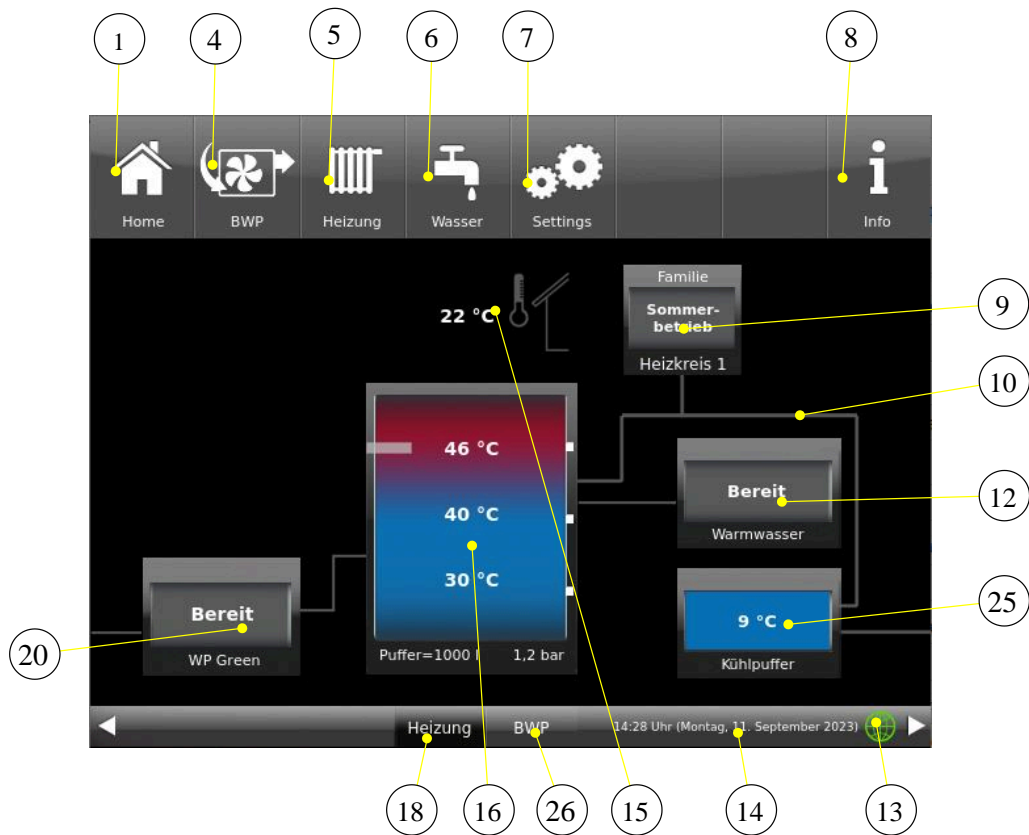 1 4 5 6 7 8
Home BWP Heizung Wasser Settings Info
Familie
22 °C
Sommer-
betrieb
9
Heizkreis 1
10
46 °C
Bereit
12
40 °C
Warmwasser
30 °C
Bereit
9 °C
25
20
WP Green
Puffer=1000 l 1,2 bar
Kühlpuffer
Heizung BWP 14:28 Uhr (Montag, 11. September 2023)
18 16 26 15 14 13